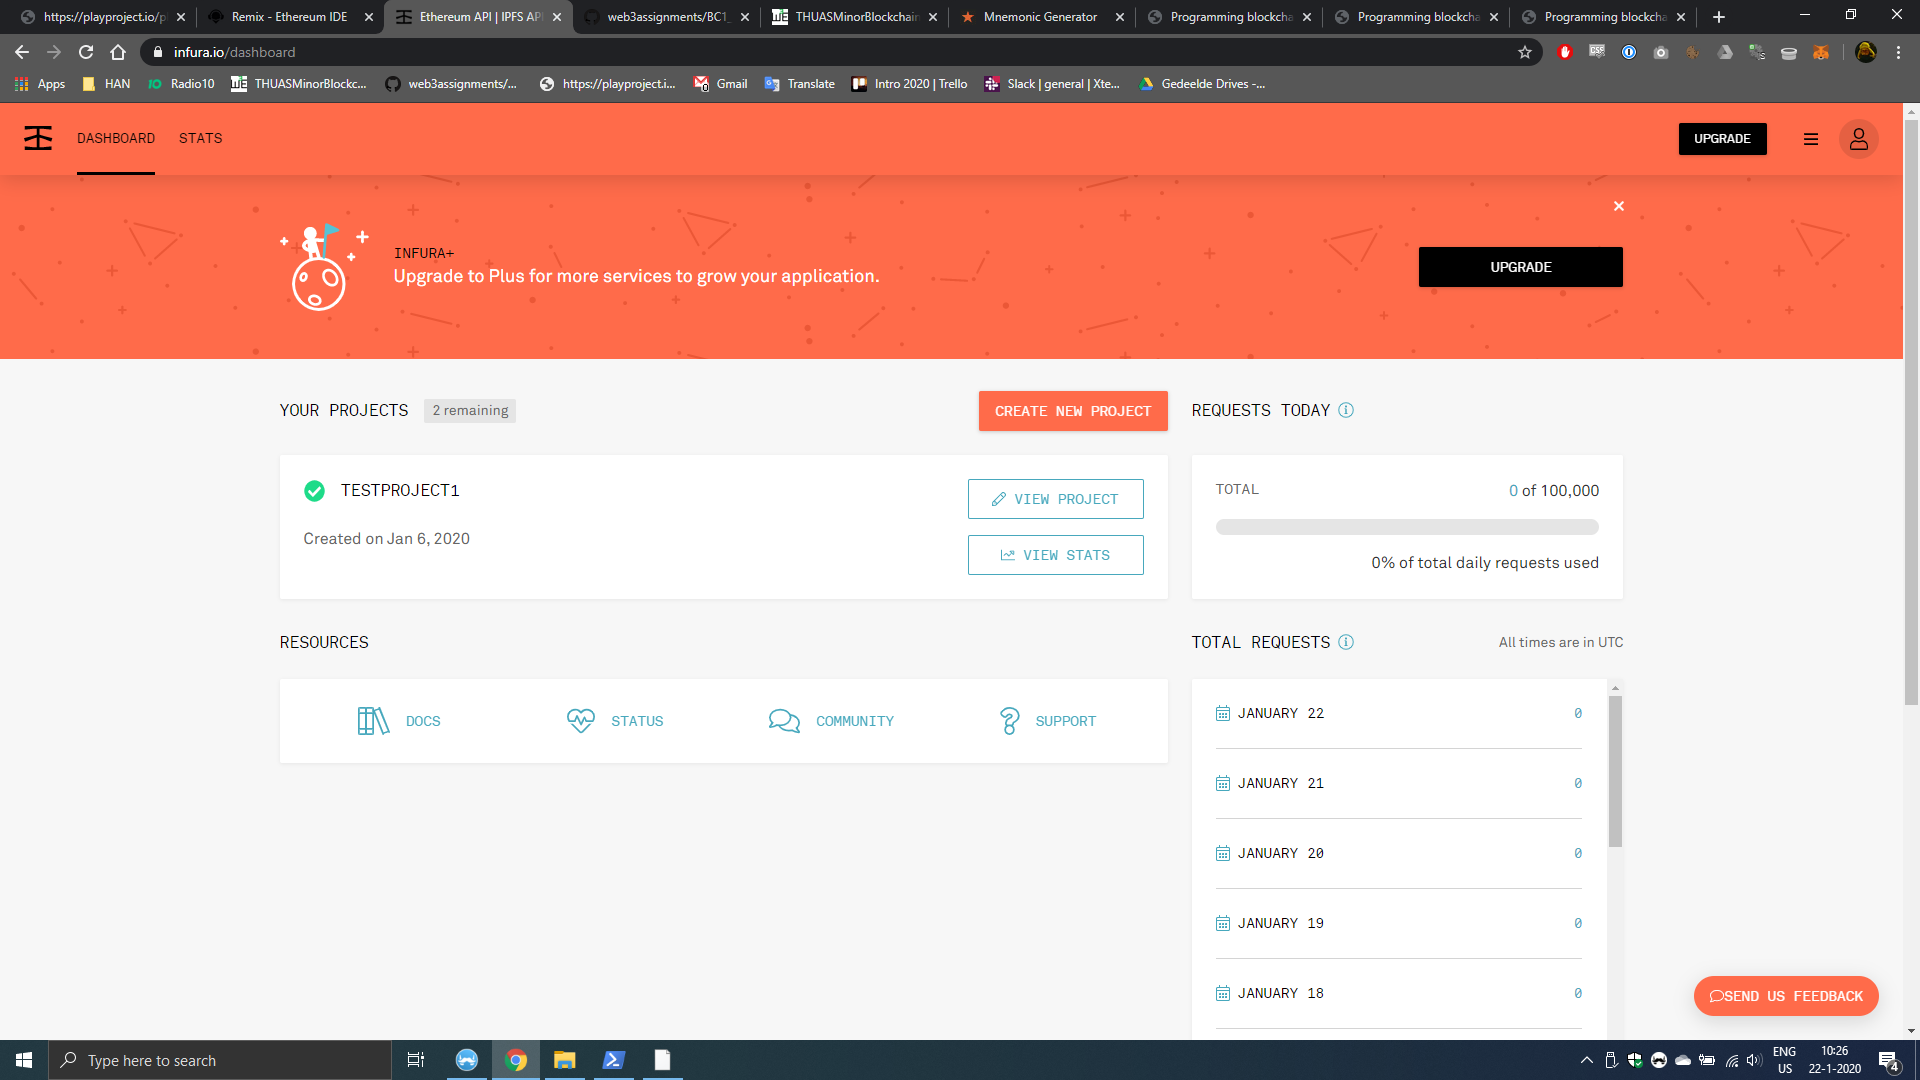 https://playproject.io/p
Remix - Ethereum IDE
Ethereum API | IPFS API
web3assignments/BC1_
THUASMinorBlockchain
Mnemonic Generator
Programming blockcha
Programming blockcha
Programming blockcha
infura.io/dashboard
Apps
HAN
Radio10
THUASMinorBlockc...
web3assignments/...
https://playproject.i...
Gmail
Translate
Intro 2020 | Trello
Slack | general | Xte...
Gedeelde Drives -...
DASHBOARD
STATS
UPGRADE
INFURA+
Upgrade to Plus for more services to grow your application.
UPGRADE
YOUR PROJECTS
2 remaining
CREATE NEW PROJECT
REQUESTS TODAY
TESTPROJECT1
Created on Jan 6, 2020
VIEW PROJECT
VIEW STATS
TOTAL
0 of 100,000
0% of total daily requests used
RESOURCES
DOCS
STATUS
COMMUNITY
SUPPORT
TOTAL REQUESTS
All times are in UTC
JANUARY 22
0
JANUARY 21
0
JANUARY 20
0
JANUARY 19
0
JANUARY 18
0
SEND US FEEDBACK
Type here to search
ENG
US
10:26
22-1-2020
4